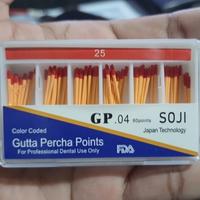 25
GP .04 60points SOJI
Color Coded Japan Technology
Gutta Percha Points
For Professional Dental Use Only FDA